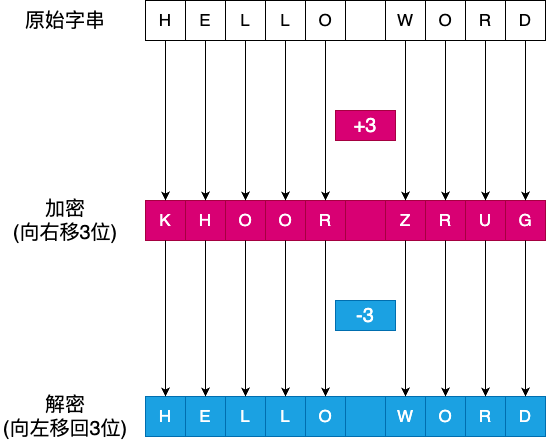 原始字串 H E L L O W O R D
+3
加密
(向右移3位) K H O O R Z R U G
-3
解密
(向左移回3位) H E L L O W O R D